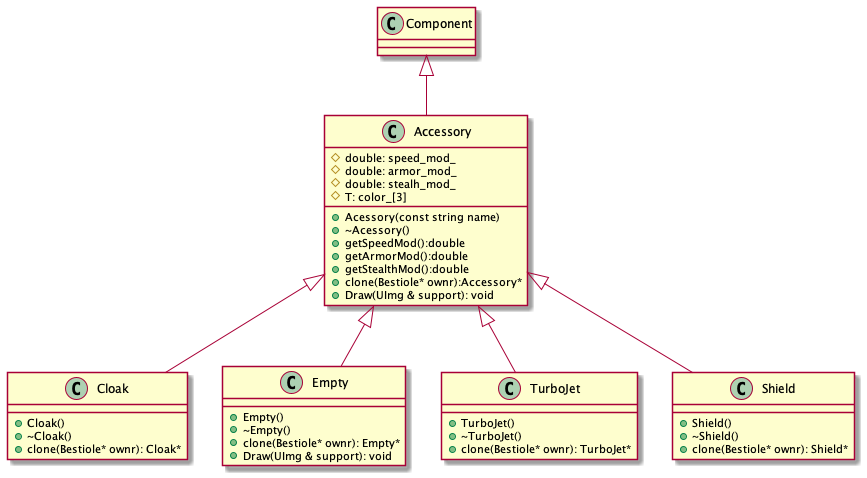 C Component
C Accessory
double: speed_mod_
double: armor_mod_
double: stealh_mod_
T: color_[3]
Acessory(const string name)
~Acessory()
getSpeedMod():double
getArmorMod():double
getStealthMod():double
clone(Bestiole* ownr):Accessory*
Draw(UImg & support): void
C Cloak
Cloak()
~Cloak()
clone(Bestiole* ownr): Cloak*
C Empty
Empty()
~Empty()
clone(Bestiole* ownr): Empty*
Draw(UImg & support): void
C TurboJet
TurboJet()
~TurboJet()
clone(Bestiole* ownr): TurboJet*
C Shield
Shield()
~Shield()
clone(Bestiole* ownr): Shield*